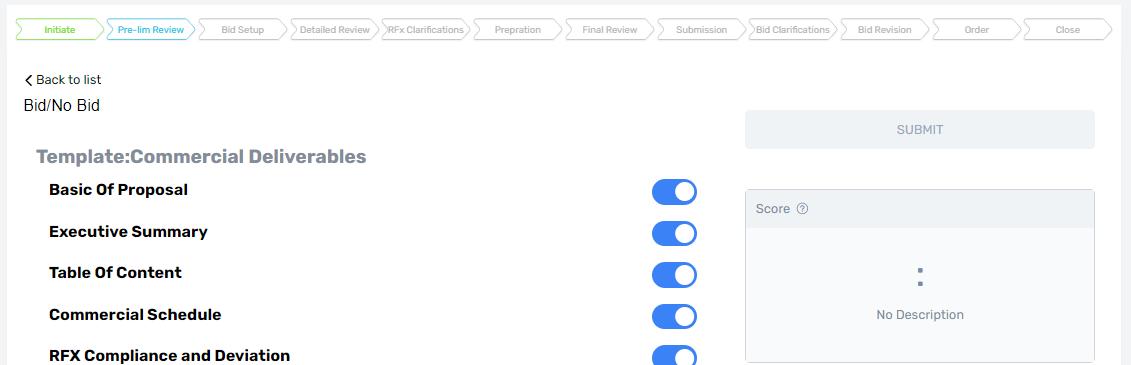 Initiate
Pre-lim Review
Bid Setup
Detailed Review
RFx Clarifications
Prepration
Final Review
Submission
Bid Clarifications
Bid Revision
Order
Close
Back to list
Bid/No Bid
SUBMIT
Template:Commercial Deliverables
Basic Of Proposal
Executive Summary
Table Of Content
Commercial Schedule
RFX Compliance and Deviation
Score ?
:
No Description